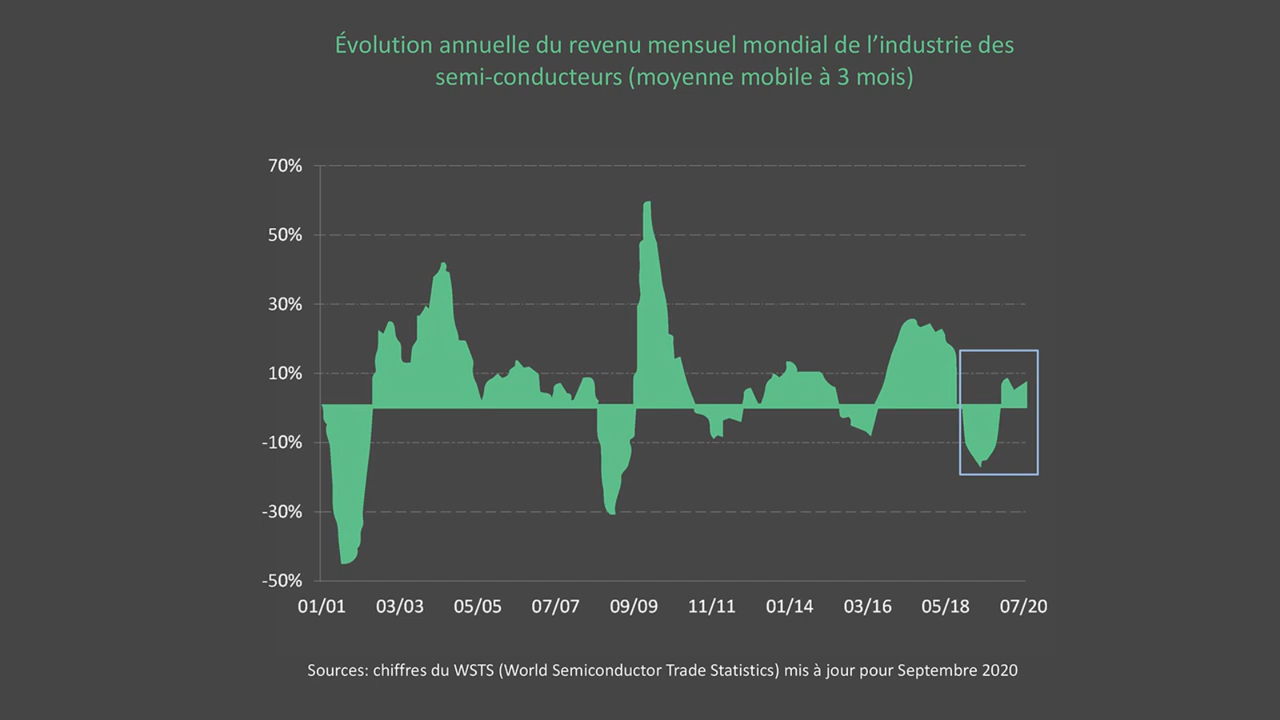 Évolution annuelle du revenu mensuel mondial de l’industrie des
semi-conducteurs (moyenne mobile à 3 mois)
70%
50%
30%
10%
-10%
-30%
-50%
01/01 03/03 05/05 07/07 09/09 11/11 01/14 03/16 05/18 07/20
Sources: chiffres du WSTS (World Semiconductor Trade Statistics) mis à jour pour Septembre 2020